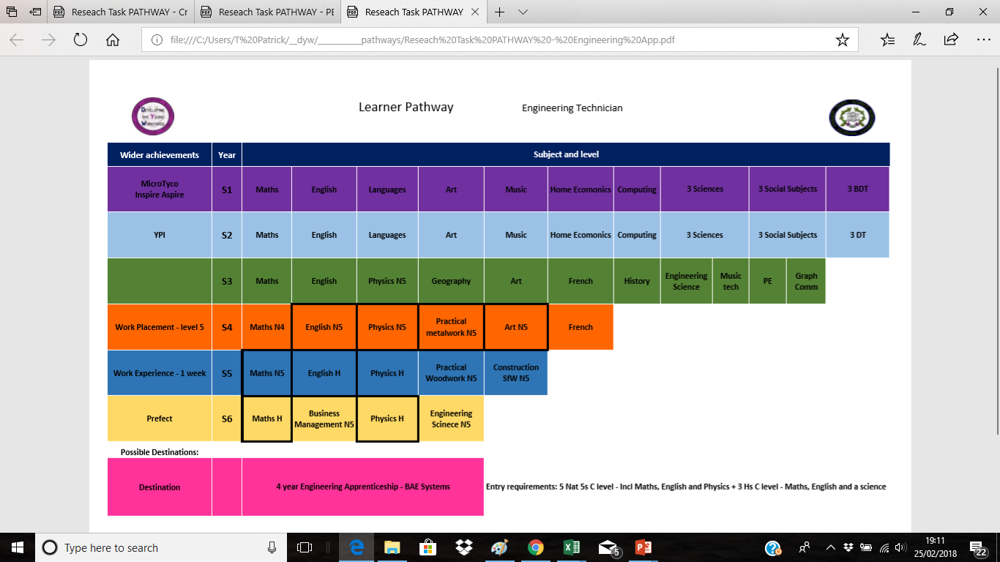 Reseach Task PATHWAY - Cr
Reseach Task PATHWAY - PE
Reseach Task PATHWAY
file:///C:/Users/T%20Patrick/__dyw/__________pathways/Reseach%20Task%20PATHWAY%20-%20Engineering%20App.pdf
DEVELOPING
THE YOUNG
WORKFORCE
Learner Pathway
Engineering Technician
Wider achievements Year Subject and level
MicroTyco
Inspire Aspire
S1 Maths English Languages Art Music Home Ecomonics Computing 3 Sciences 3 Social Subjects 3 BDT
YPI S2 Maths English Languages Art Music Home Ecomonics Computing 3 Sciences 3 Social Subjects 3 DT
S3 Maths English Physics N5 Geography Art French History
Engineering
Science
Music
tech
PE
Graph
Comm
Work Placement - level 5 S4 Maths N4 English N5 Physics N5
Practical
metalwork N5
Art N5 French
Work Experience - 1 week S5 Maths N5 English H Physics H
Practical
Woodwork N5
Construction
SfW N5
Prefect S6 Maths H
Business
Management N5
Physics H
Engineering
Scinece N5
Possible Destinations:
Destination 4 year Engineering Apprenticeship - BAE Systems Entry requirements: 5 Nat 5s C level - Incl Maths, English and Physics + 3 Hs C level - Maths, English and a science
Type here to search
5
19:11
25/02/2018
22